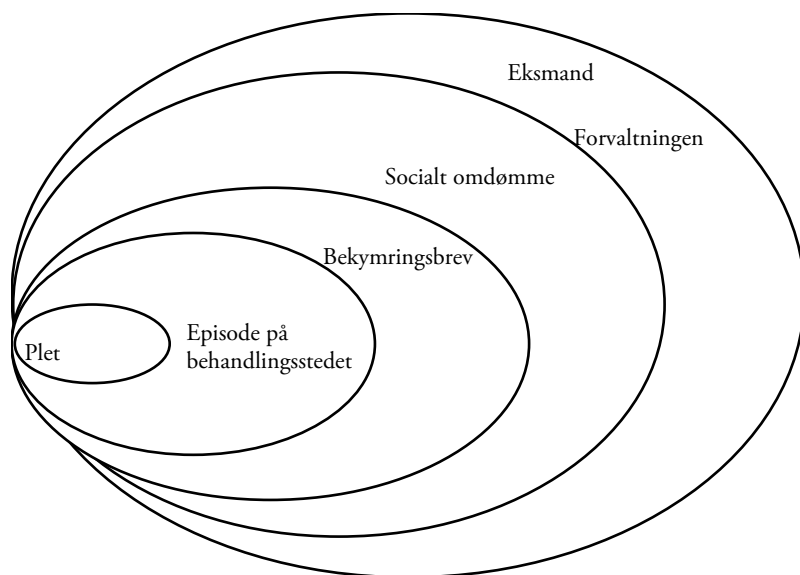 Eksmand
Forvaltningen
Socialt omdømme
Bekymringsbrev
Episode på
behandlingsstedet
Plet